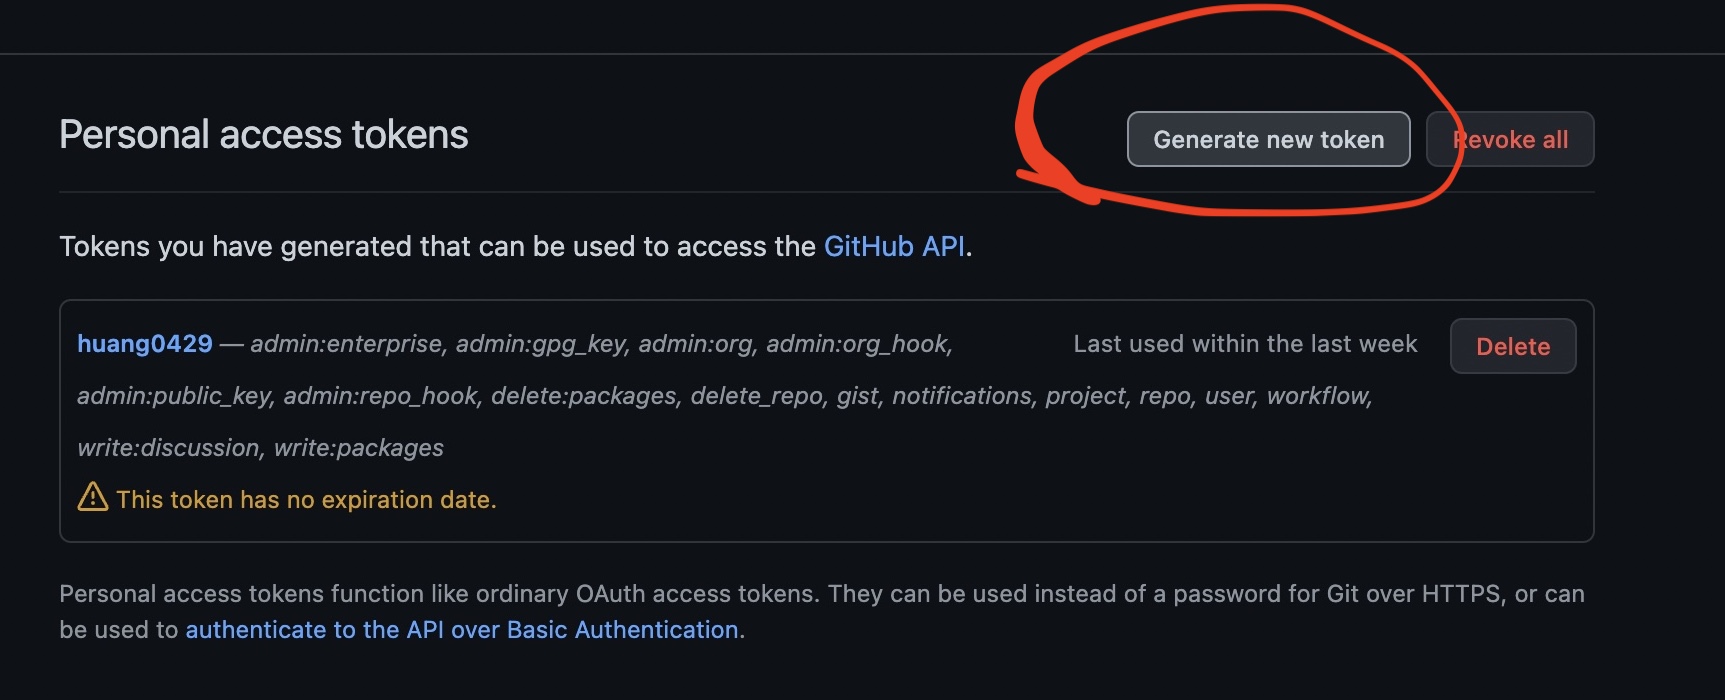 Personal access tokens
Generate new token
Revoke all
Tokens you have generated that can be used to access the GitHub API.
huang0429 — admin:enterprise, admin:gpg_key, admin:org, admin:org_hook,
Last used within the last week
Delete
admin:public_key, admin:repo_hook, delete:packages, delete_repo, gist, notifications, project, repo, user, workflow,
write:discussion, write:packages
This token has no expiration date.
Personal access tokens function like ordinary OAuth access tokens. They can be used instead of a password for Git over HTTPS, or can
be used to authenticate to the API over Basic Authentication.